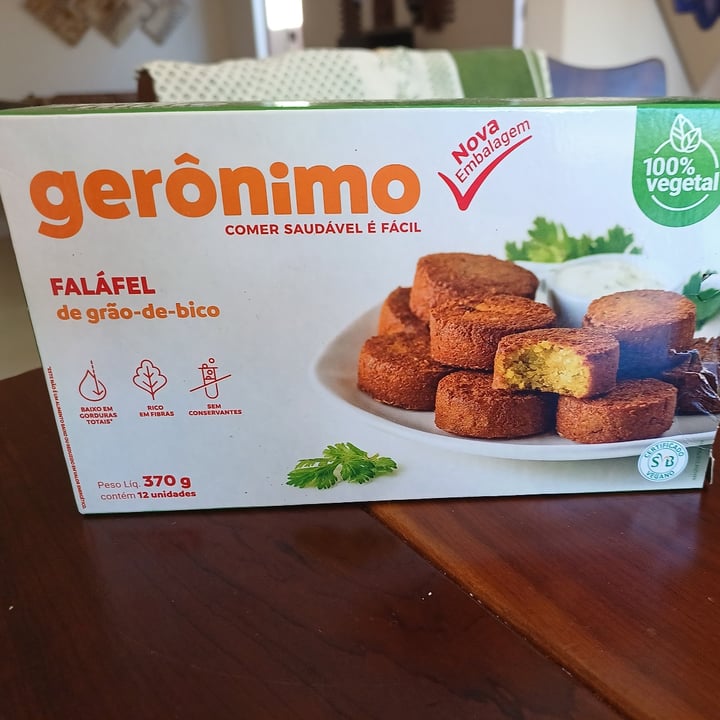 gerônimo
COMER SAUDÁVEL É FÁCIL
Nova
Embalagem
100%
vegetal
FALÁFEL
de grão-de-bico
BAIXO EM
GORDURAS
TOTAIS*
RICO
EM FIBRAS
SEM
CONSERVANTES
Peso Líq. 370 g
contém 12 unidades
CERTIFICADO
SVB
VEGANO